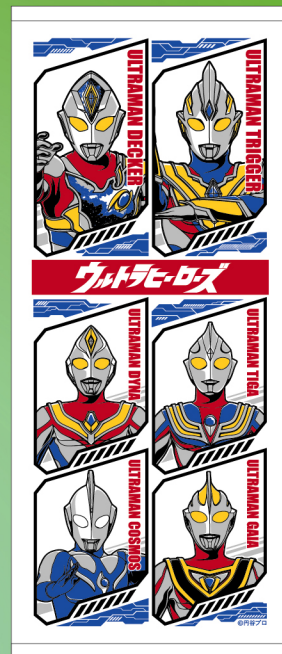 ULTRAMAN DECKER
ULTRAMAN TRIGGER
ウルトラヒーローズ
ULTRAMAN DYNA
ULTRAMAN TIGA
ULTRAMAN COSMOS
ULTRAMAN GAIA
©円谷プロ